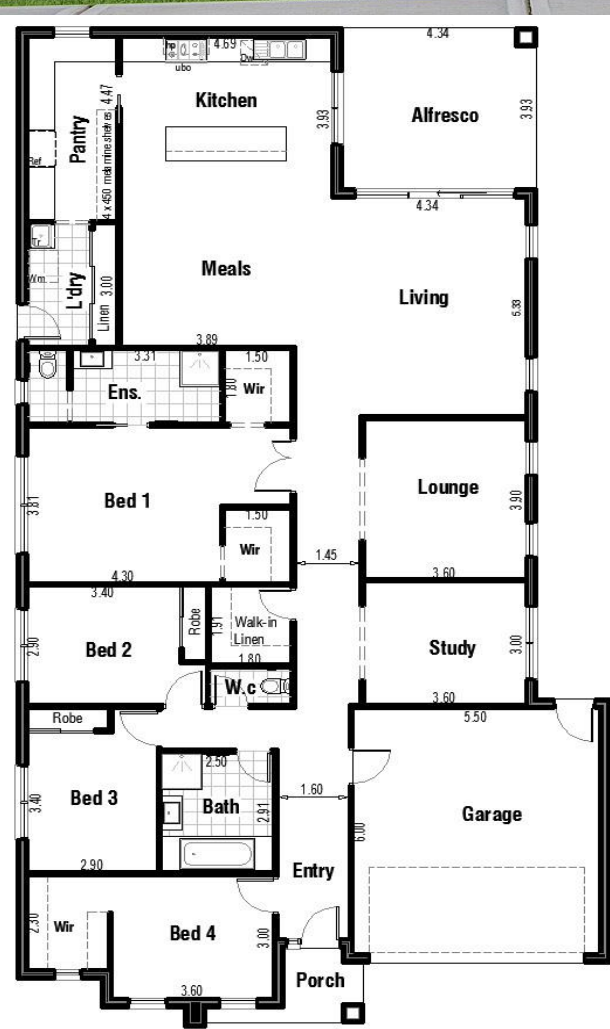 4.34
hp
4.69
Dw
ubo
Kitchen
4.47
3.93
Alfresco
3.93
Pantry
4 x 450 melamine shelves
Ref
4.34
Tr
Wm
L'dry
Linen
3.00
Meals
Living
5.33
3.89
3.31
1.50
Ens.
1.80
Wir
Bed 1
3.81
Lounge
3.90
1.50
Wir
1.45
4.30
3.60
3.40
Robe
1.91
Walk-in
Linen
2.90
Bed 2
Study
3.00
1.80
W.c
3.60
Robe
5.50
2.50
Bed 3
3.40
Bath
2.91
1.60
6.00
Garage
2.90
Entry
2.30
Wir
Bed 4
3.00
3.60
Porch